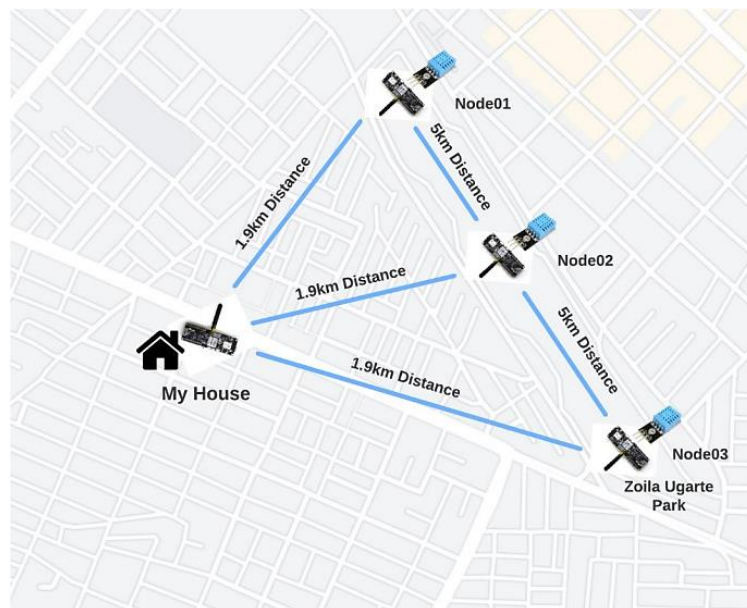 Node01
5km Distance
1.9km Distance
Node02
1.9km Distance
5km Distance
1.9km Distance
My House
Node03
Zoila Ugarte
Park